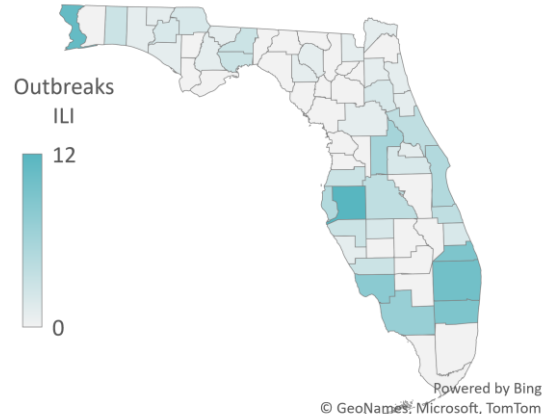 Outbreaks
ILI
12
0
Powered by Bing
© GeoNames, Microsoft, TomTom